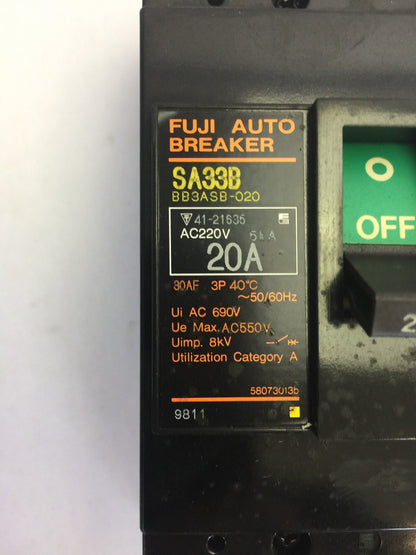 FUJI AUTO
BREAKER
SA33B
BB3ASB-020
41-21635
AC220V 5kA
20A
30AF 3P 40°C
~50/60Hz
Ui AC 690V
Ue Max. AC550V
Uimp. 8kV
Utilization Category A
58073013b
9811
O
OFF
2